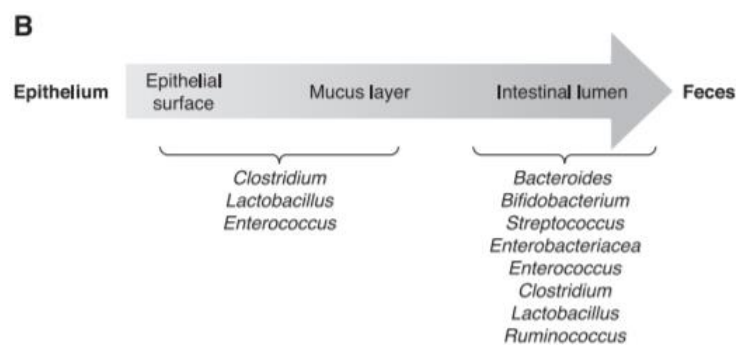 B
Epithelium
Epithelial
surface
Mucus layer
Intestinal lumen
Feces
Clostridium
Lactobacillus
Enterococcus
Bacteroides
Bifidobacterium
Streptococcus
Enterobacteriacea
Enterococcus
Clostridium
Lactobacillus
Ruminococcus